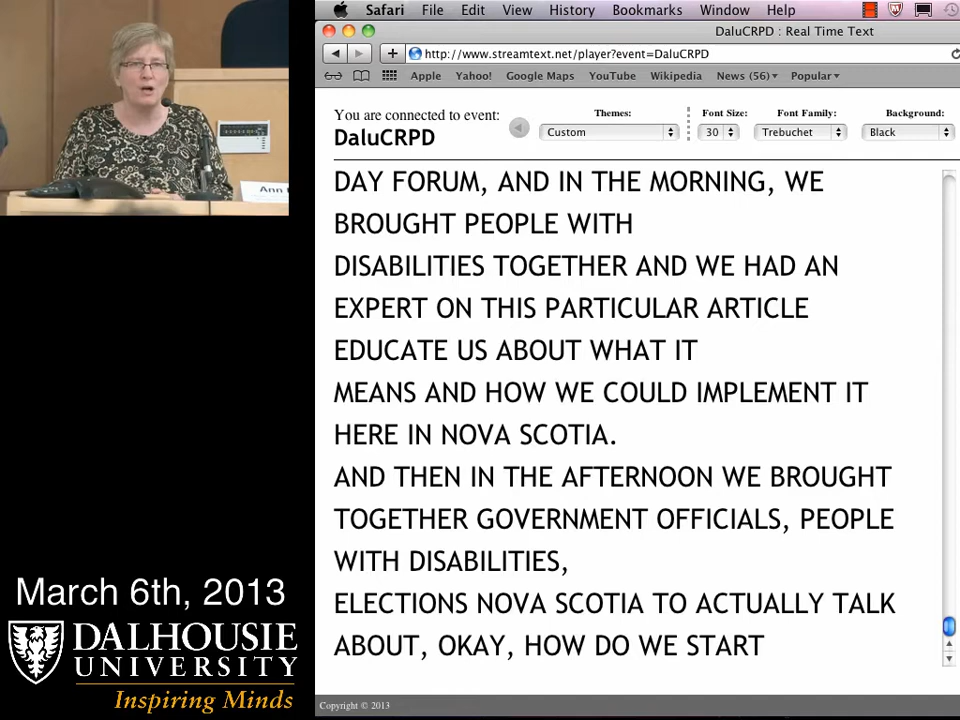 Safari File Edit View History Bookmarks Window Help
DaluCRPD : Real Time Text
http://www.streamtext.net/player?event=DaluCRPD
Apple Yahoo! Google Maps YouTube Wikipedia News (56) Popular
You are connected to event:
DaluCRPD
Themes: Font Size: Font Family: Background:
Custom 30 Trebuchet Black
DAY FORUM, AND IN THE MORNING, WE
BROUGHT PEOPLE WITH
DISABILITIES TOGETHER AND WE HAD AN
EXPERT ON THIS PARTICULAR ARTICLE
EDUCATE US ABOUT WHAT IT
MEANS AND HOW WE COULD IMPLEMENT IT
HERE IN NOVA SCOTIA.
AND THEN IN THE AFTERNOON WE BROUGHT
TOGETHER GOVERNMENT OFFICIALS, PEOPLE
WITH DISABILITIES,
ELECTIONS NOVA SCOTIA TO ACTUALLY TALK
ABOUT, OKAY, HOW DO WE START
Copyright © 2013
Ann
March 6th, 2013
DALHOUSIE
UNIVERSITY
Inspiring Minds